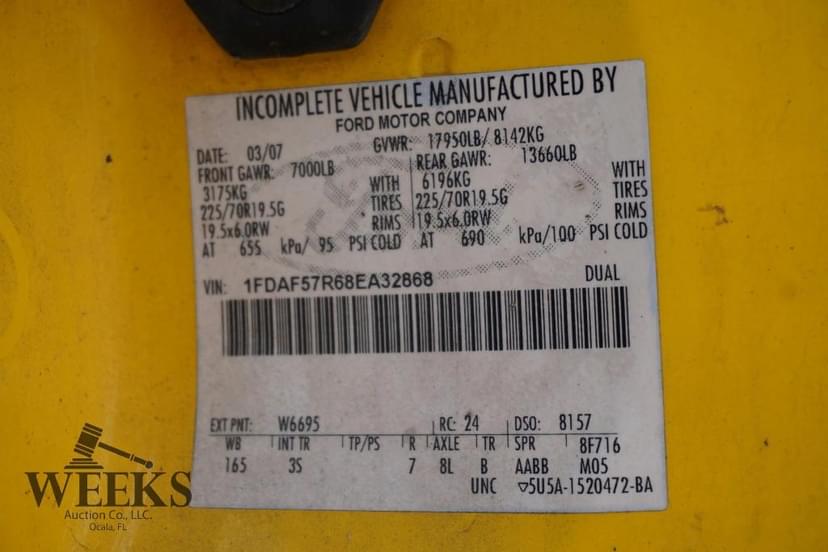 INCOMPLETE VEHICLE MANUFACTURED BY
FORD MOTOR COMPANY
DATE: 03/07 GVWR: 17950LB/ 8142KG
FRONT GAWR: 7000LB REAR GAWR: 13660LB
3175KG WITH 6196KG WITH
225/70R19.5G TIRES 225/70R19.5G TIRES
19.5x6.0RW RIMS 19.5x6.0RW RIMS
AT 655 kPa/ 95 PSI COLD AT 690 kPa/100 PSI COLD
VIN: 1FDAF57R68EA32868 DUAL
EXT PNT: W6695 RC: 24 DSO: 8157
WB INT TR TP/PS R AXLE TR SPR 8F716
165 3S 7 8L B AABB M05
UNC ▽5U5A-1520472-BA
WEEKS
Auction Co., LLC.
Ocala, FL